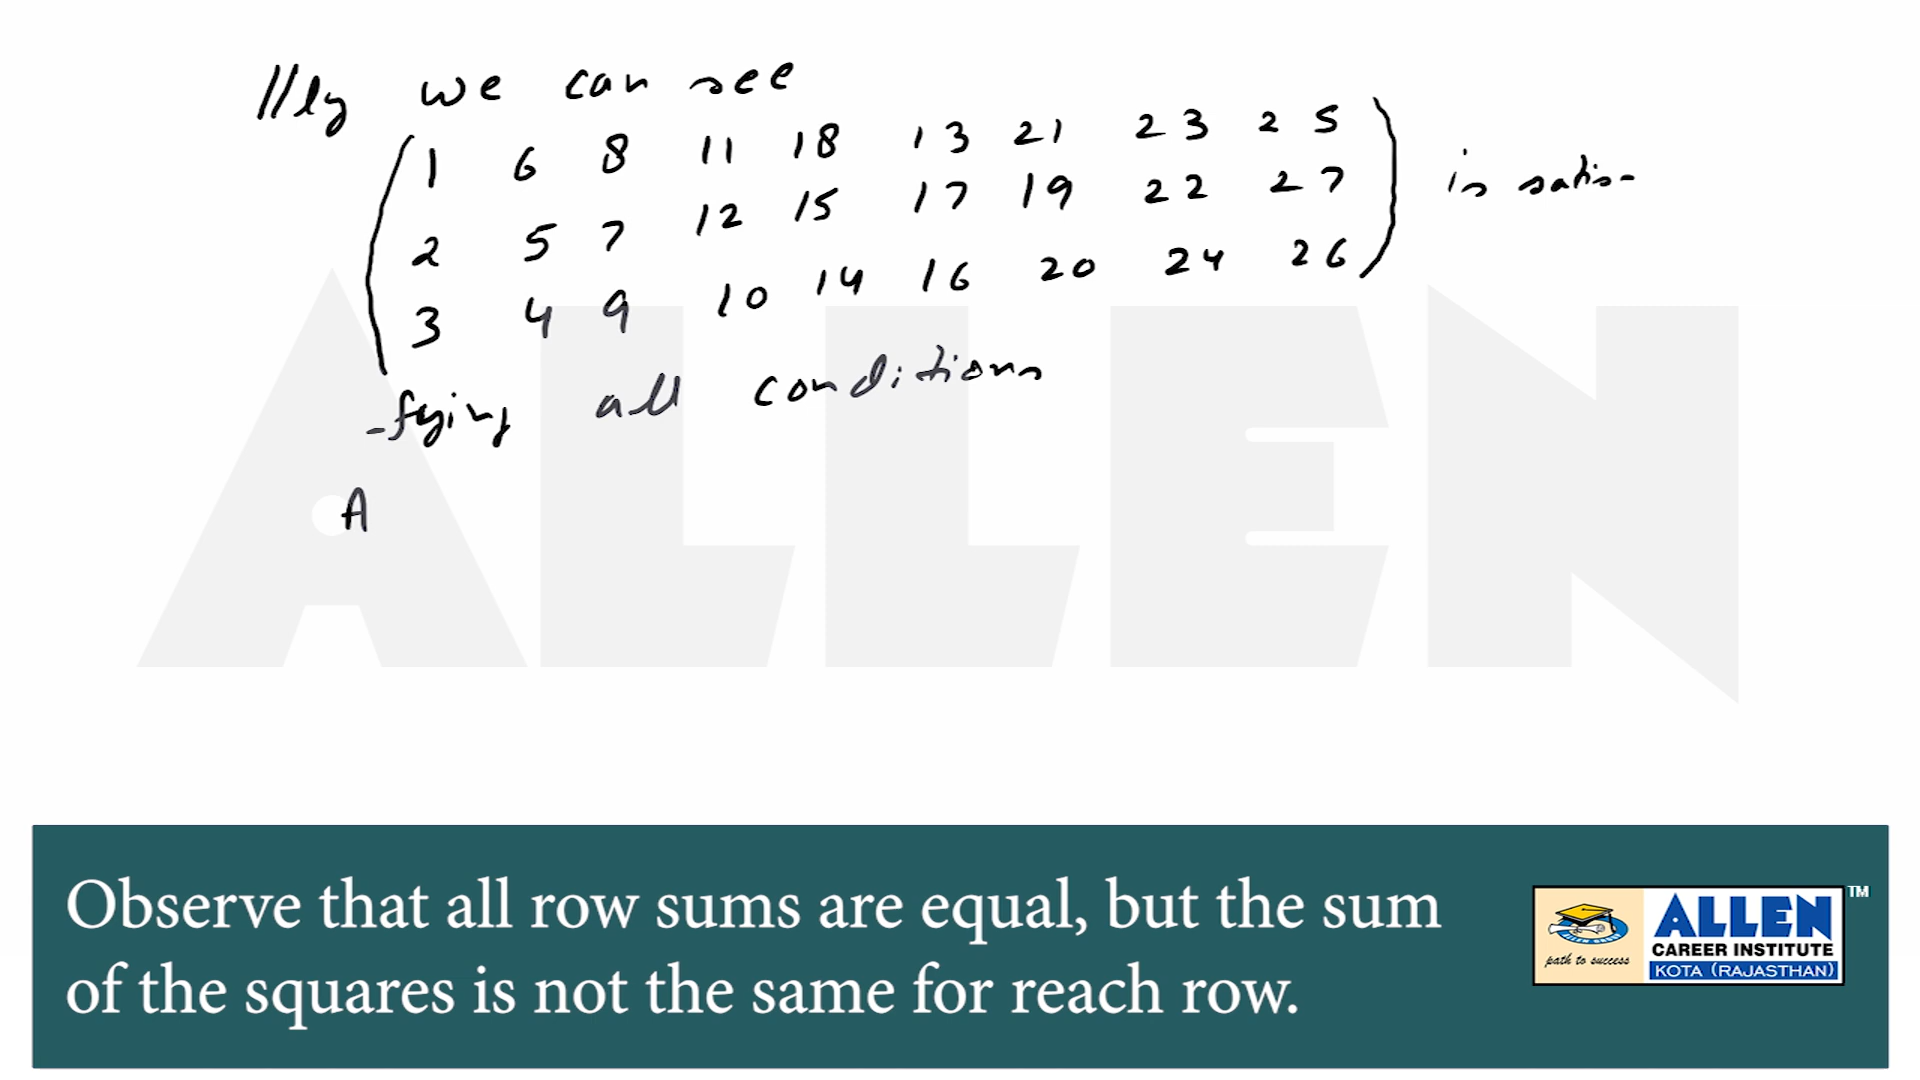 //ly we can see
1 6 8 11 18 13 21 23 25
2 5 7 12 15 17 19 22 27 is satis-
3 4 9 10 14 16 20 24 26
-fying all conditions
A
ALLEN
Observe that all row sums are equal, but the sum
of the squares is not the same for reach row.
path to success
ALLEN TM
CAREER INSTITUTE
KOTA (RAJASTHAN)